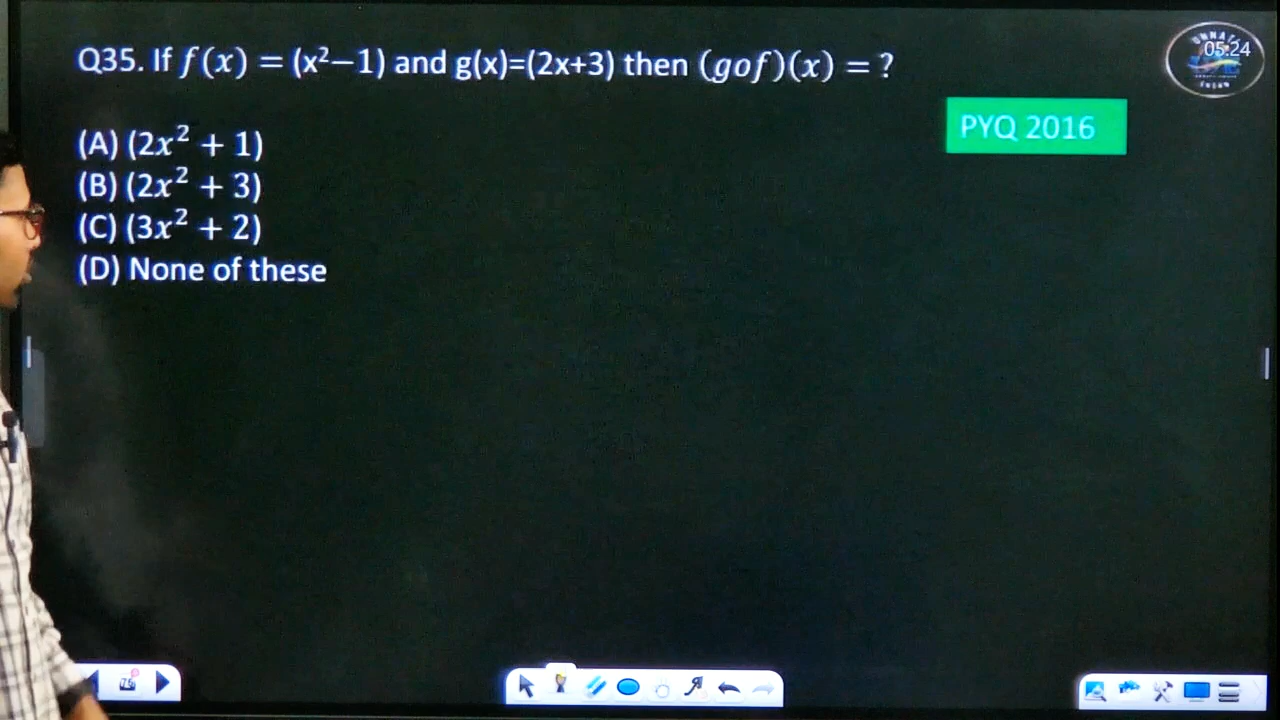 Q35. If f(x) = (x²−1) and g(x)=(2x+3) then (gof)(x) = ?
05:24
PYQ 2016
(A) (2x² + 1)
(B) (2x² + 3)
(C) (3x² + 2)
(D) None of these